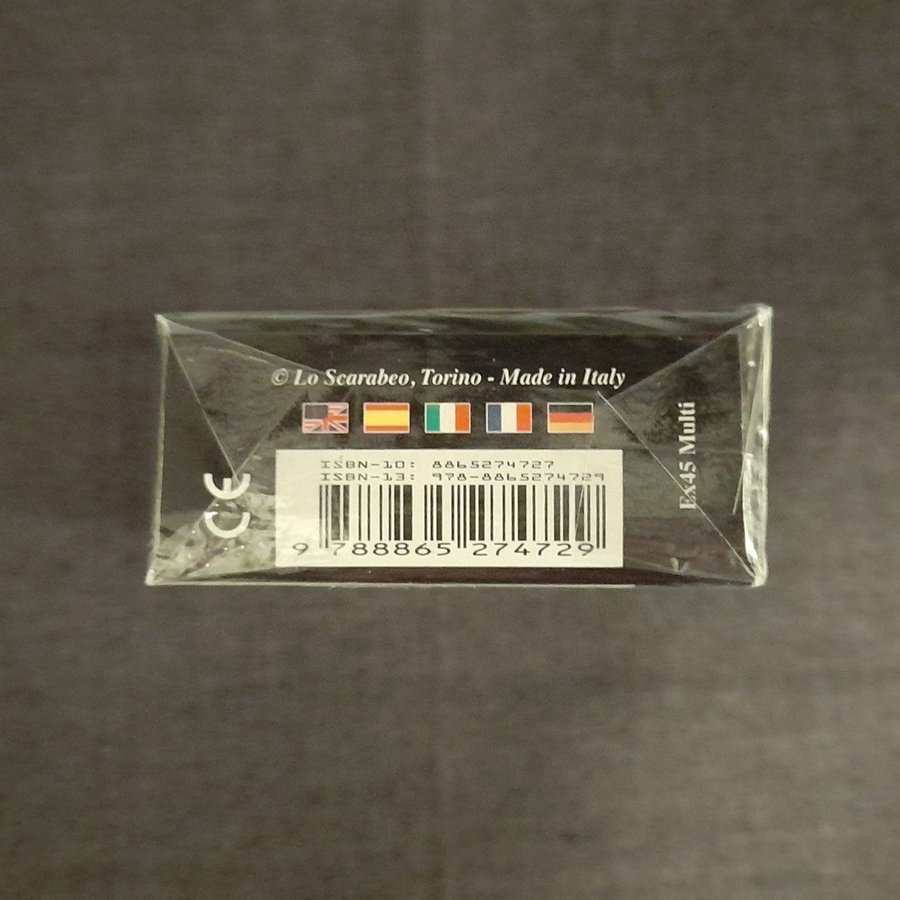 © Lo Scarabeo, Torino - Made in Italy
ISBN-10: 8865274727
ISBN-13: 978-8865274729
9 788865 274729
CE
Ex45 Multi